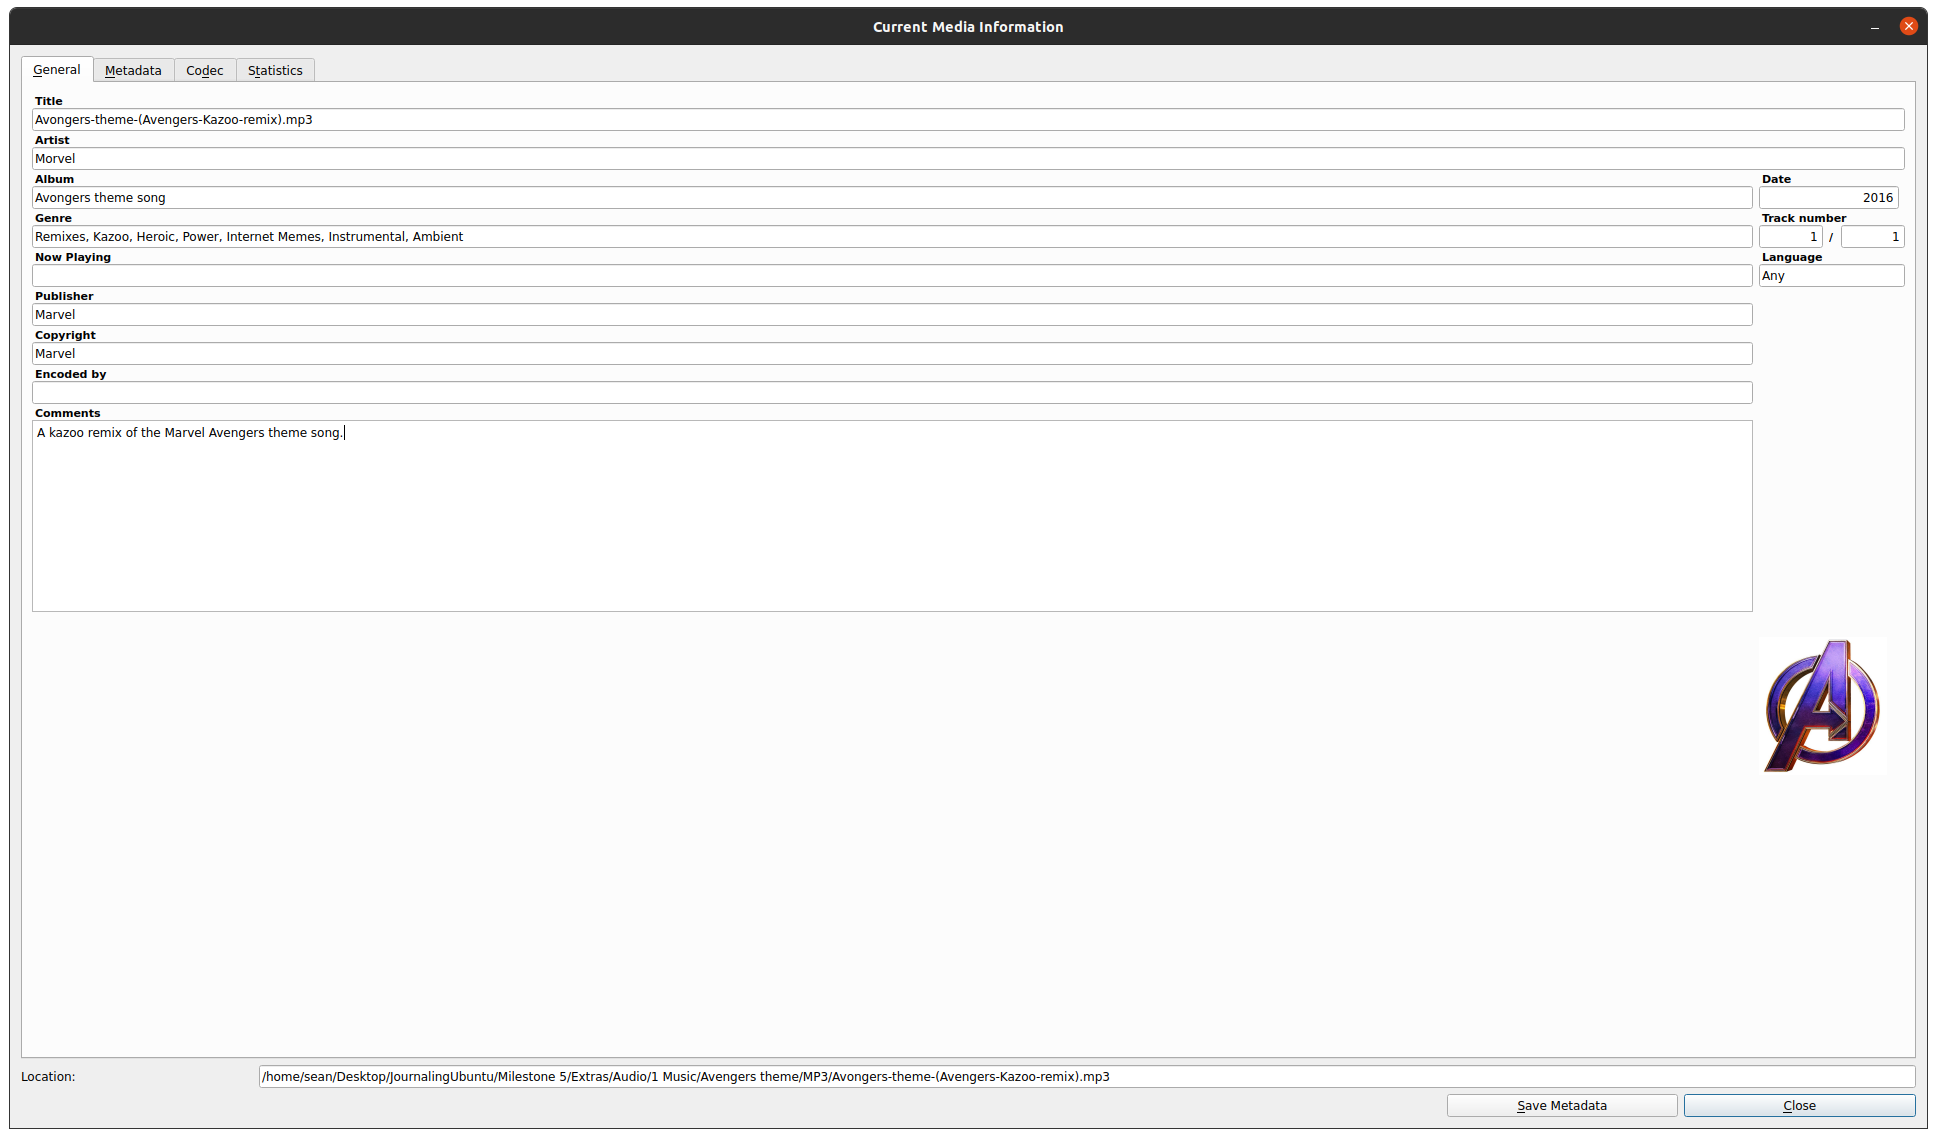 Current Media Information
General Metadata Codec Statistics
Title
Avongers-theme-(Avengers-Kazoo-remix).mp3
Artist
Morvel
Album Date
Avongers theme song 2016
Genre Track number
Remixes, Kazoo, Heroic, Power, Internet Memes, Instrumental, Ambient 1 / 1
Now Playing Language
Any
Publisher
Marvel
Copyright
Marvel
Encoded by
Comments
A kazoo remix of the Marvel Avengers theme song.
A
Location: /home/sean/Desktop/JournalingUbuntu/Milestone 5/Extras/Audio/1 Music/Avengers theme/MP3/Avongers-theme-(Avengers-Kazoo-remix).mp3
Save Metadata Close